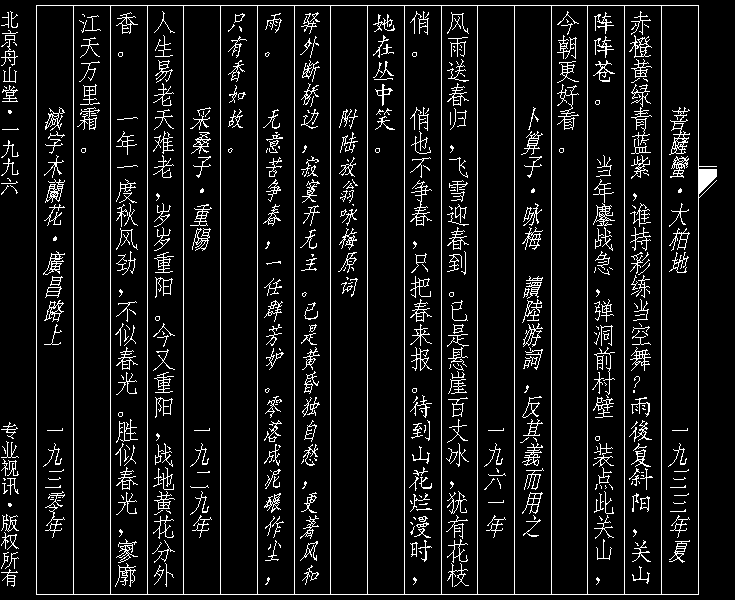 菩薩蠻·大柏地 一九三三年夏
赤橙黄绿青蓝紫,谁持彩练当空舞?雨後复斜阳,关山
阵阵苍。 当年鏖战急,弹洞前村壁。装点此关山,
今朝更好看。
卜算子·咏梅 讀陸游詞,反其義而用之
一九六一年
风雨送春归,飞雪迎春到。已是悬崖百丈冰,犹有花枝
俏。 俏也不争春,只把春来报。待到山花烂漫时,
她在丛中笑。
附陆放翁咏梅原词
驿外断桥边,寂寞开无主。已是黄昏独自愁,更著风和
雨。 无意苦争春,一任群芳妒。零落成泥碾作尘,
只有香如故。
采桑子·重陽 一九二九年
人生易老天难老,岁岁重阳。今又重阳,战地黄花分外
香。 一年一度秋风劲,不似春光。胜似春光,寥廓
江天万里霜。
减字木蘭花·廣昌路上 一九三零年
北京舟山堂·一九九六 专业视讯·版权所有